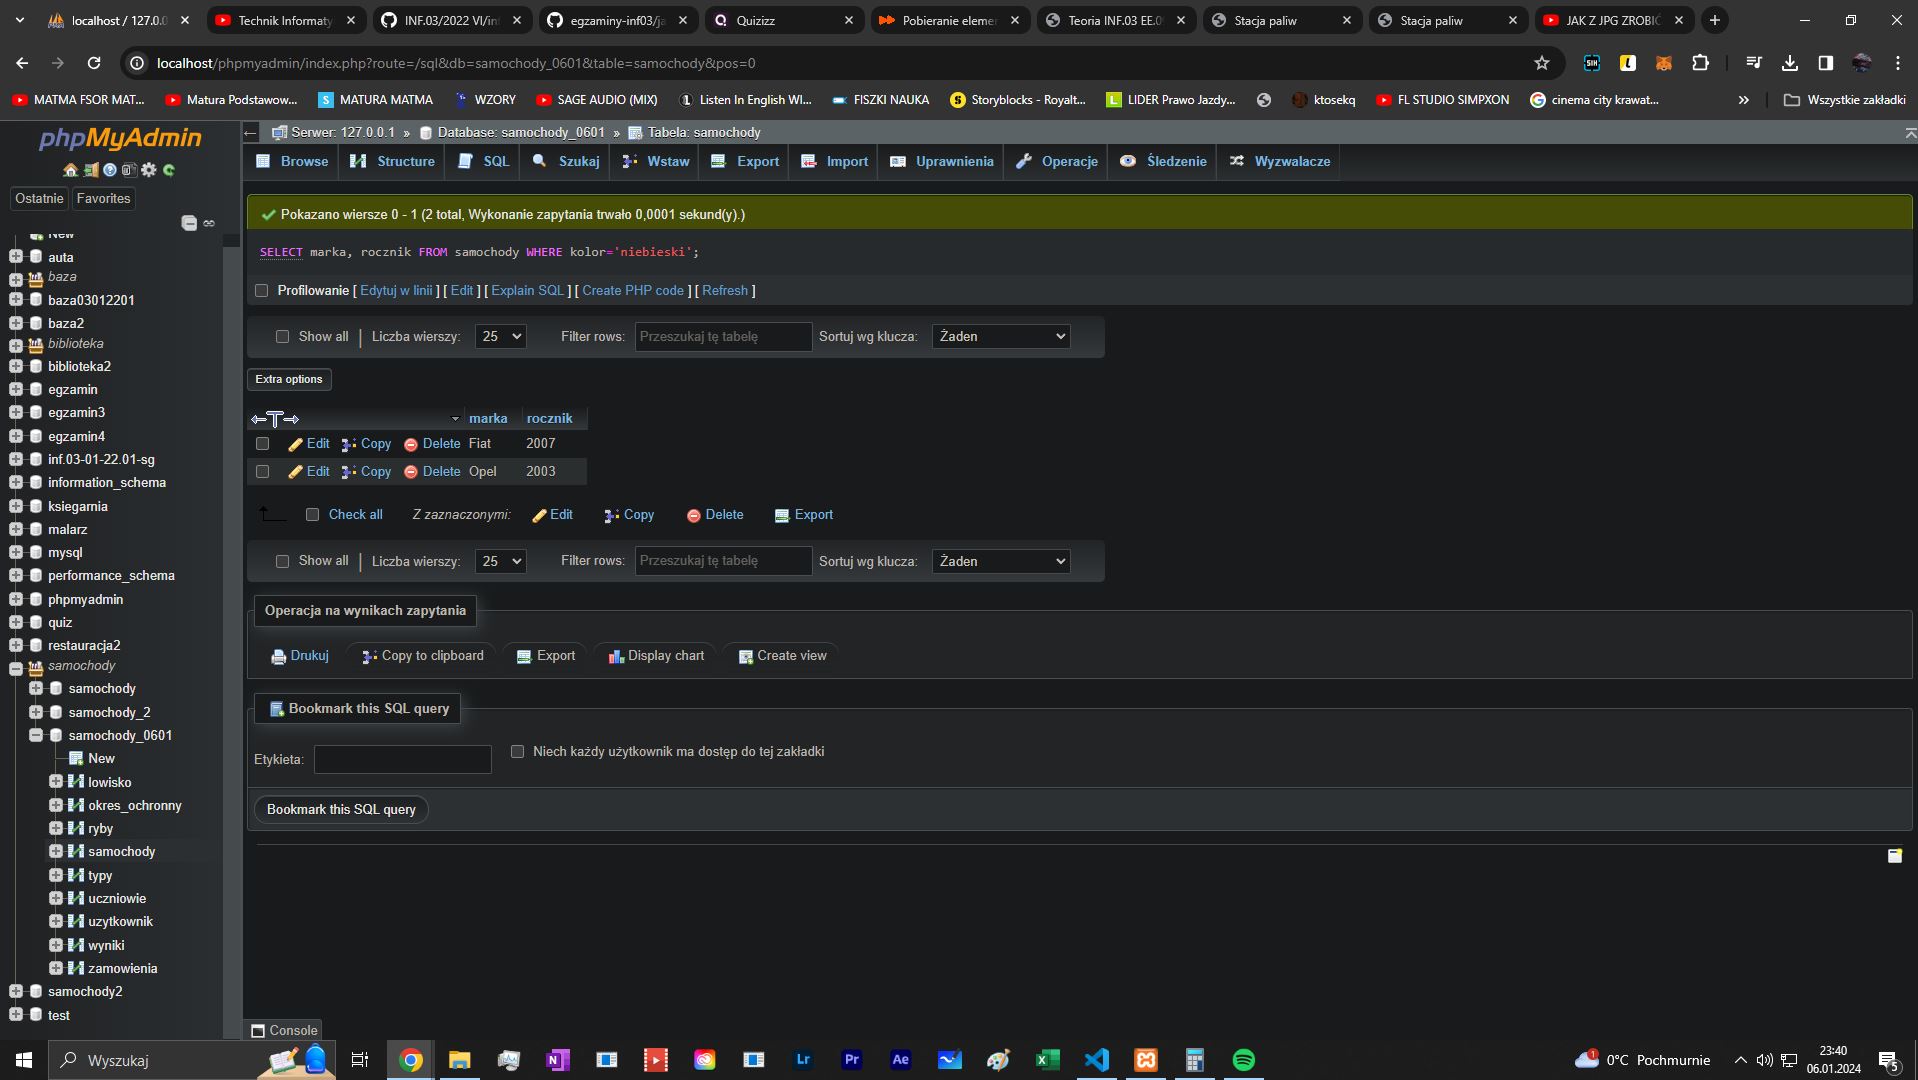 localhost / 127.0.0
Technik Informaty
INF.03/2022 VI/inf
egzaminy-inf03/ja
Quizizz
Pobieranie elemen
Teoria INF.03 EE.09
Stacja paliw
Stacja paliw
JAK Z JPG ZROBIĆ
localhost/phpmyadmin/index.php?route=/sql&db=samochody_0601&table=samochody&pos=0
MATMA FSOR MAT...
Matura Podstawow...
MATURA MATMA
WZORY
SAGE AUDIO (MIX)
Listen In English WI...
FISZKI NAUKA
Storyblocks - Royalt...
LIDER Prawo Jazdy...
ktosekq
FL STUDIO SIMPXON
cinema city krawat...
»
Wszystkie zakładki
phpMyAdmin
Ostatnie
Favorites
New
auta
baza
baza03012201
baza2
biblioteka
biblioteka2
egzamin
egzamin3
egzamin4
inf.03-01-22.01-sg
information_schema
ksiegarnia
malarz
mysql
performance_schema
phpmyadmin
quiz
restauracja2
samochody
samochody
samochody_2
samochody_0601
New
lowisko
okres_ochronny
ryby
samochody
typy
uczniowie
uzytkownik
wyniki
zamowienia
samochody2
test
Serwer: 127.0.0.1 » Database: samochody_0601 » Tabela: samochody
Browse
Structure
SQL
Szukaj
Wstaw
Export
Import
Uprawnienia
Operacje
Śledzenie
Wyzwalacze
Pokazano wiersze 0 - 1 (2 total, Wykonanie zapytania trwało 0,0001 sekund(y).)
SELECT marka, rocznik FROM samochody WHERE kolor='niebieski';
Profilowanie [ Edytuj w linii ] [ Edit ] [ Explain SQL ] [ Create PHP code ] [ Refresh ]
Show all | Liczba wierszy: 25 Filter rows: Przeszukaj tę tabelę Sortuj wg klucza: Żaden
Extra options
←T→ marka rocznik
Edit Copy Delete Fiat 2007
Edit Copy Delete Opel 2003
Check all Z zaznaczonymi: Edit Copy Delete Export
Show all | Liczba wierszy: 25 Filter rows: Przeszukaj tę tabelę Sortuj wg klucza: Żaden
Operacja na wynikach zapytania
Drukuj Copy to clipboard Export Display chart Create view
Bookmark this SQL query
Etykieta: Niech każdy użytkownik ma dostęp do tej zakładki
Bookmark this SQL query
Console
Wyszukaj
Lr
Pr
Ae
1
0°C Pochmurnie
23:40
06.01.2024
5